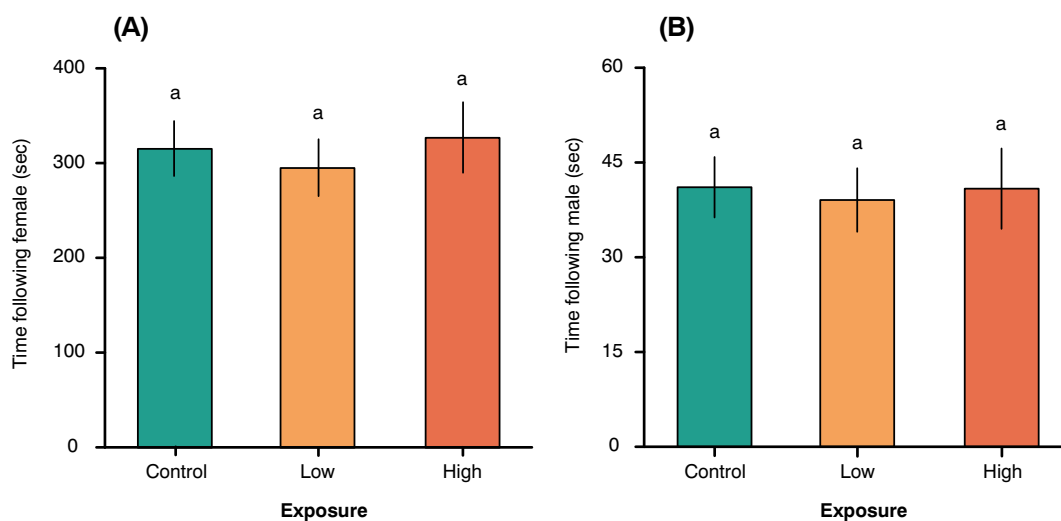 (A)
400
300
200
100
0
Time following female (sec)
a
a
a
Control
Low
High
Exposure
(B)
60
45
30
15
0
Time following male (sec)
a
a
a
Control
Low
High
Exposure